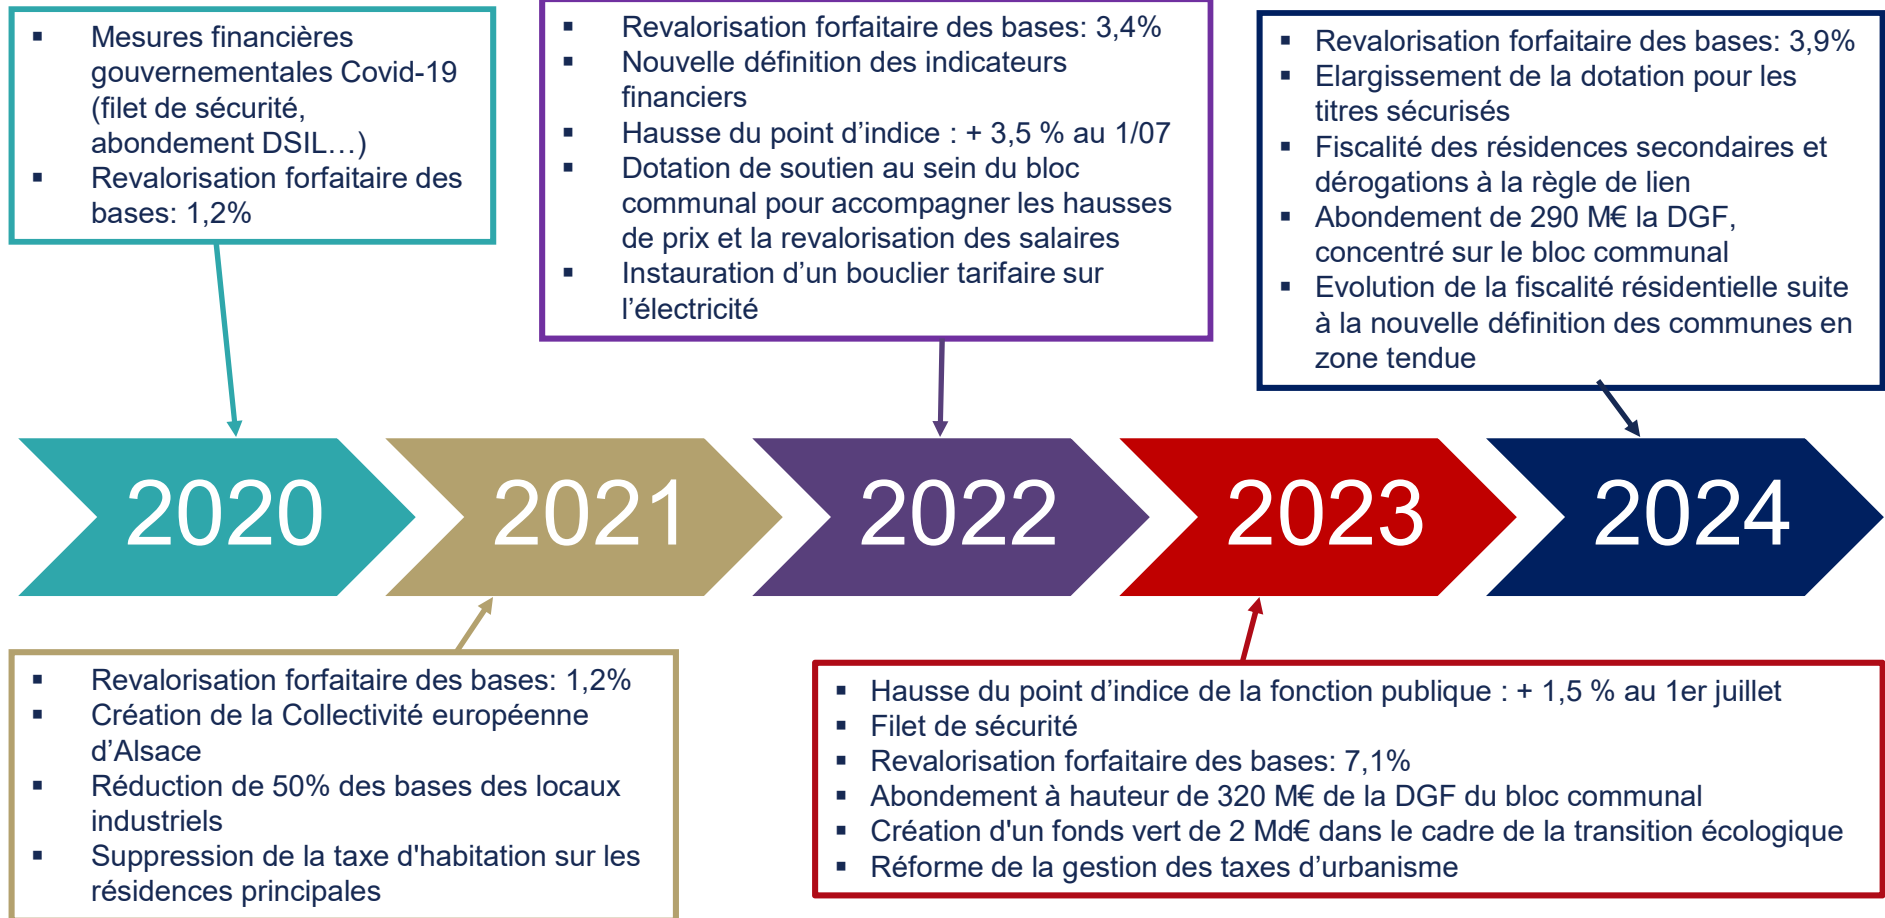 ▪ Mesures financières
gouvernementales Covid-19
(filet de sécurité,
abondement DSIL…)
▪ Revalorisation forfaitaire des
bases: 1,2%
▪ Revalorisation forfaitaire des bases: 3,4%
▪ Nouvelle définition des indicateurs
financiers
▪ Hausse du point d’indice : + 3,5 % au 1/07
▪ Dotation de soutien au sein du bloc
communal pour accompagner les hausses
de prix et la revalorisation des salaires
▪ Instauration d’un bouclier tarifaire sur
l’électricité
▪ Revalorisation forfaitaire des bases: 3,9%
▪ Elargissement de la dotation pour les
titres sécurisés
▪ Fiscalité des résidences secondaires et
dérogations à la règle de lien
▪ Abondement de 290 M€ la DGF,
concentré sur le bloc communal
▪ Evolution de la fiscalité résidentielle suite
à la nouvelle définition des communes en
zone tendue
2020
2021
2022
2023
2024
▪ Revalorisation forfaitaire des bases: 1,2%
▪ Création de la Collectivité européenne
d’Alsace
▪ Réduction de 50% des bases des locaux
industriels
▪ Suppression de la taxe d'habitation sur les
résidences principales
▪ Hausse du point d’indice de la fonction publique : + 1,5 % au 1er juillet
▪ Filet de sécurité
▪ Revalorisation forfaitaire des bases: 7,1%
▪ Abondement à hauteur de 320 M€ de la DGF du bloc communal
▪ Création d'un fonds vert de 2 Md€ dans le cadre de la transition écologique
▪ Réforme de la gestion des taxes d’urbanisme